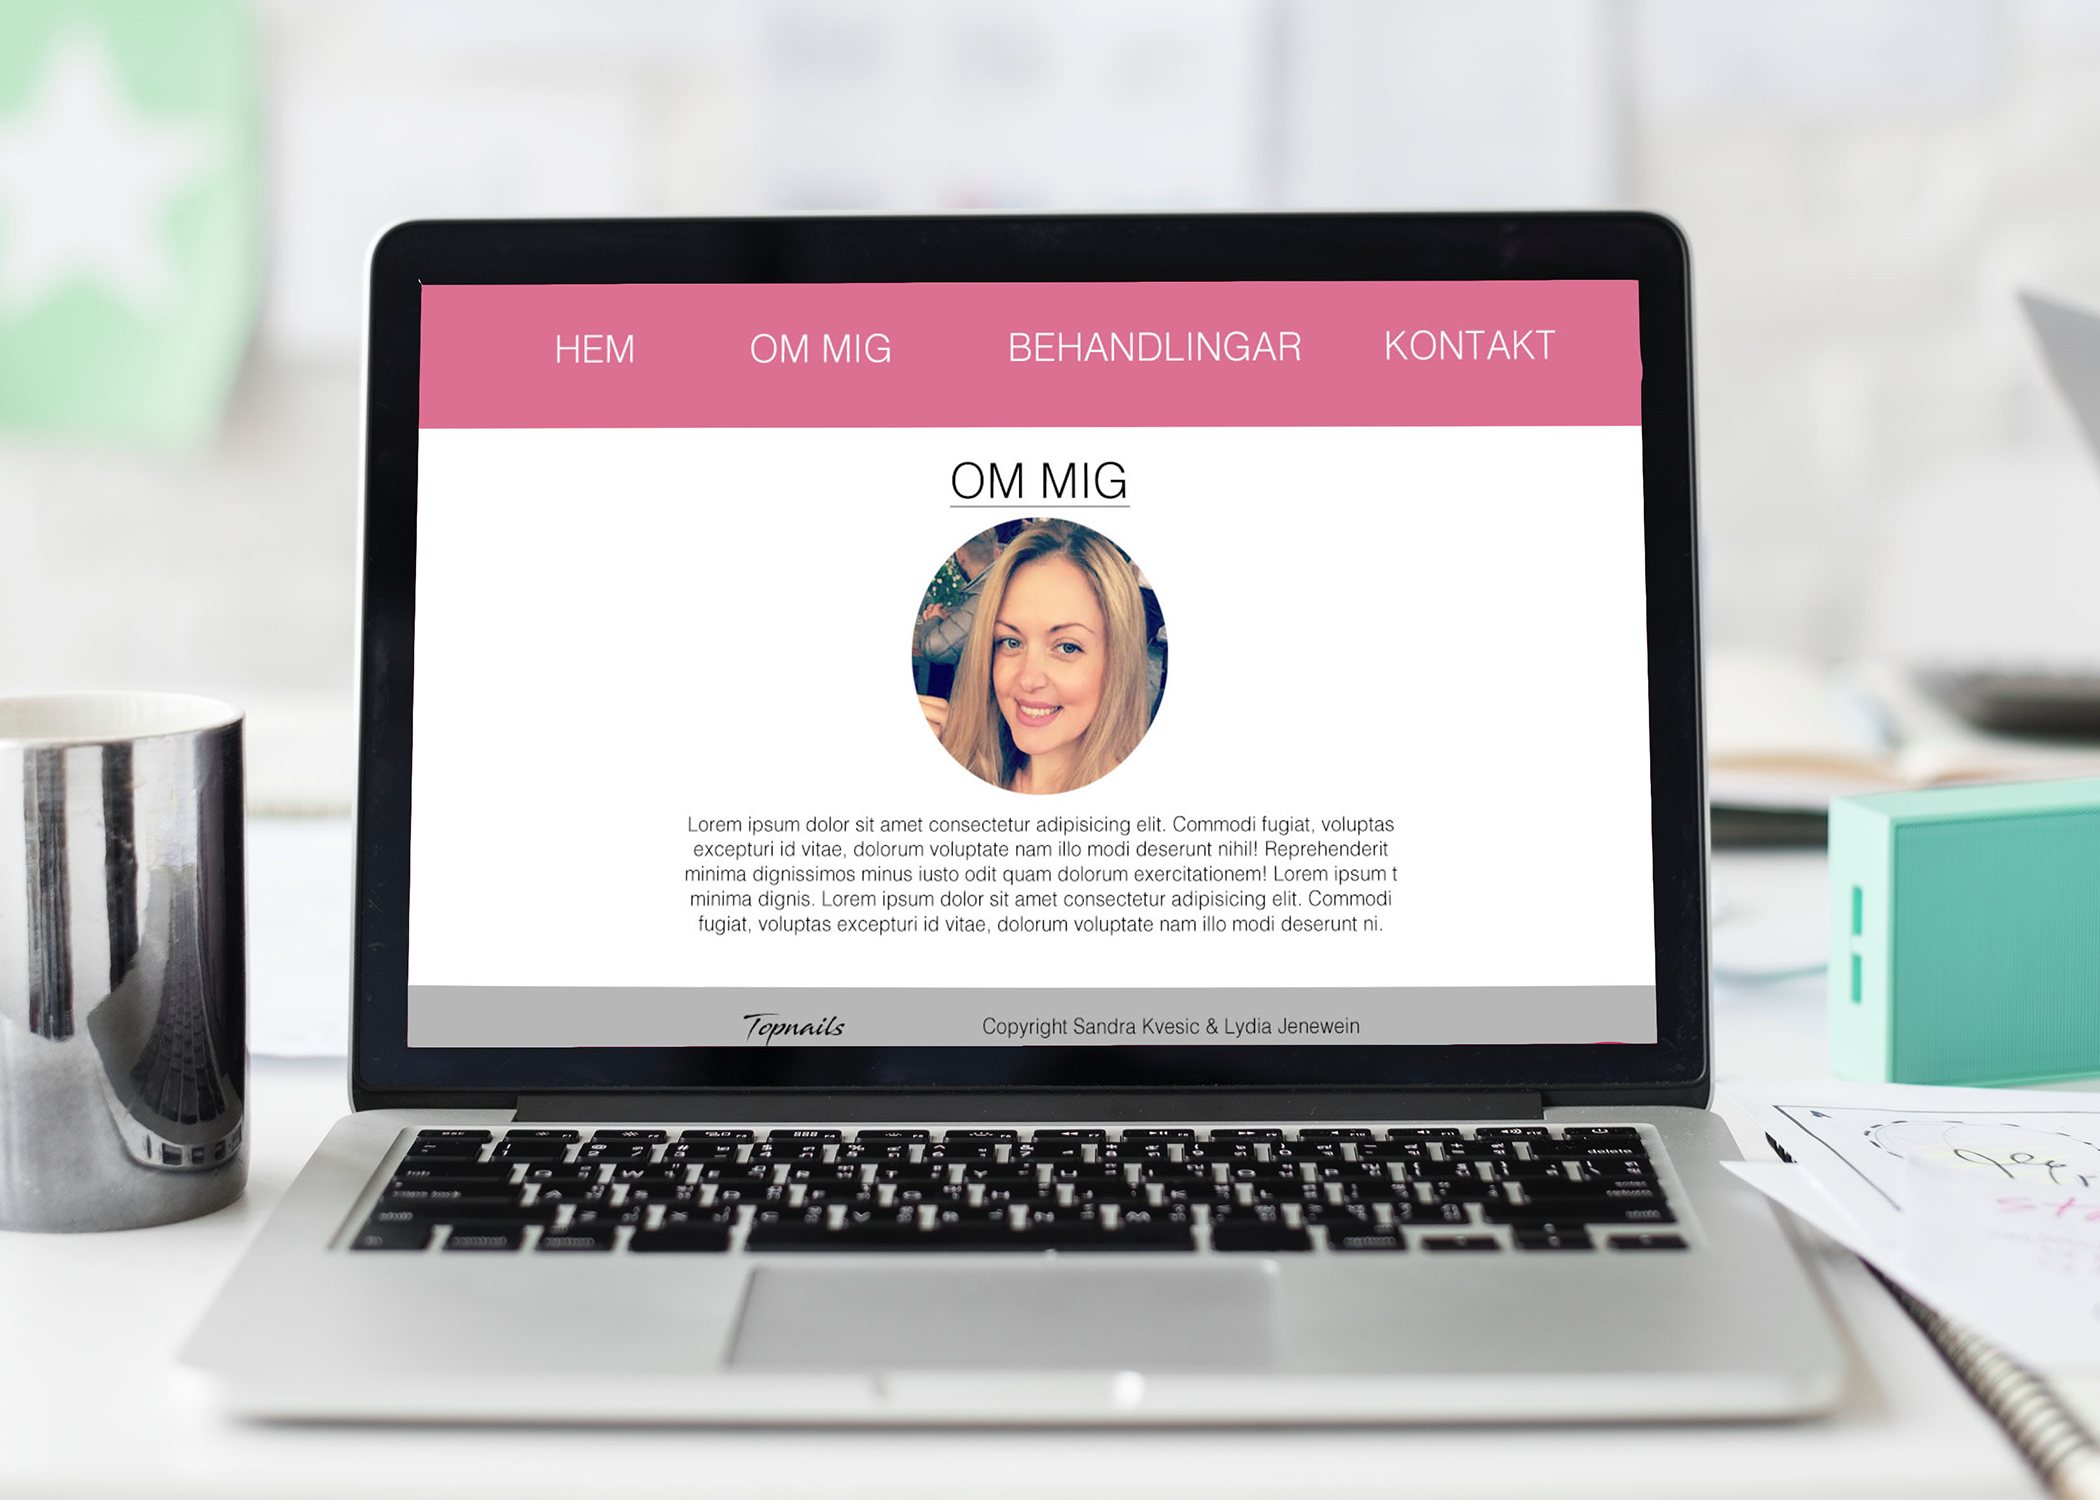 HEM OM MIG BEHANDLINGAR KONTAKT
OM MIG
Lorem ipsum dolor sit amet consectetur adipisicing elit. Commodi fugiat, voluptas
excepturi id vitae, dolorum voluptate nam illo modi deserunt nihil! Reprehenderit
minima dignissimos minus iusto odit quam dolorum exercitationem! Lorem ipsum t
minima dignis. Lorem ipsum dolor sit amet consectetur adipisicing elit. Commodi
fugiat, voluptas excepturi id vitae, dolorum voluptate nam illo modi deserunt ni.
Topnails Copyright Sandra Kvesic & Lydia Jenewein
delete